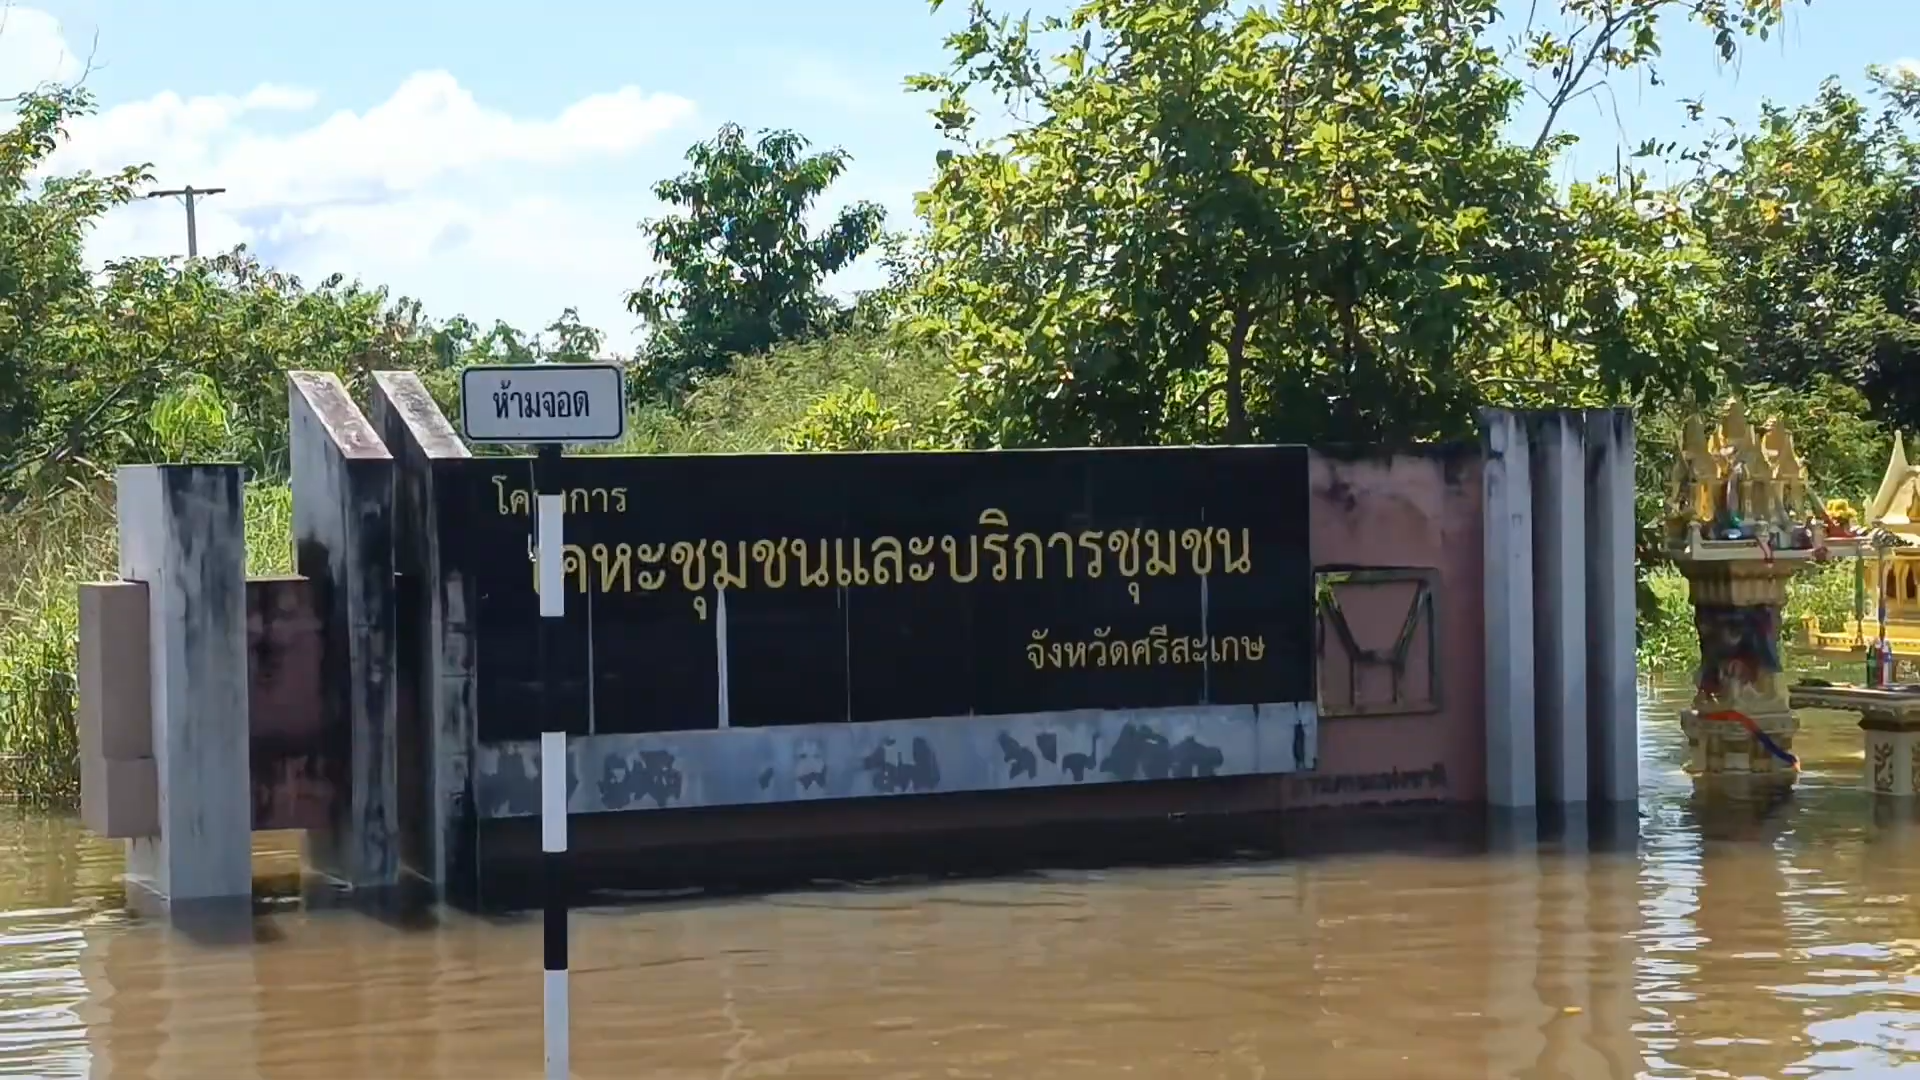 ห้ามจอด
โครงการ
เคหะชุมชนและบริการชุมชน
จังหวัดศรีสะเกษ